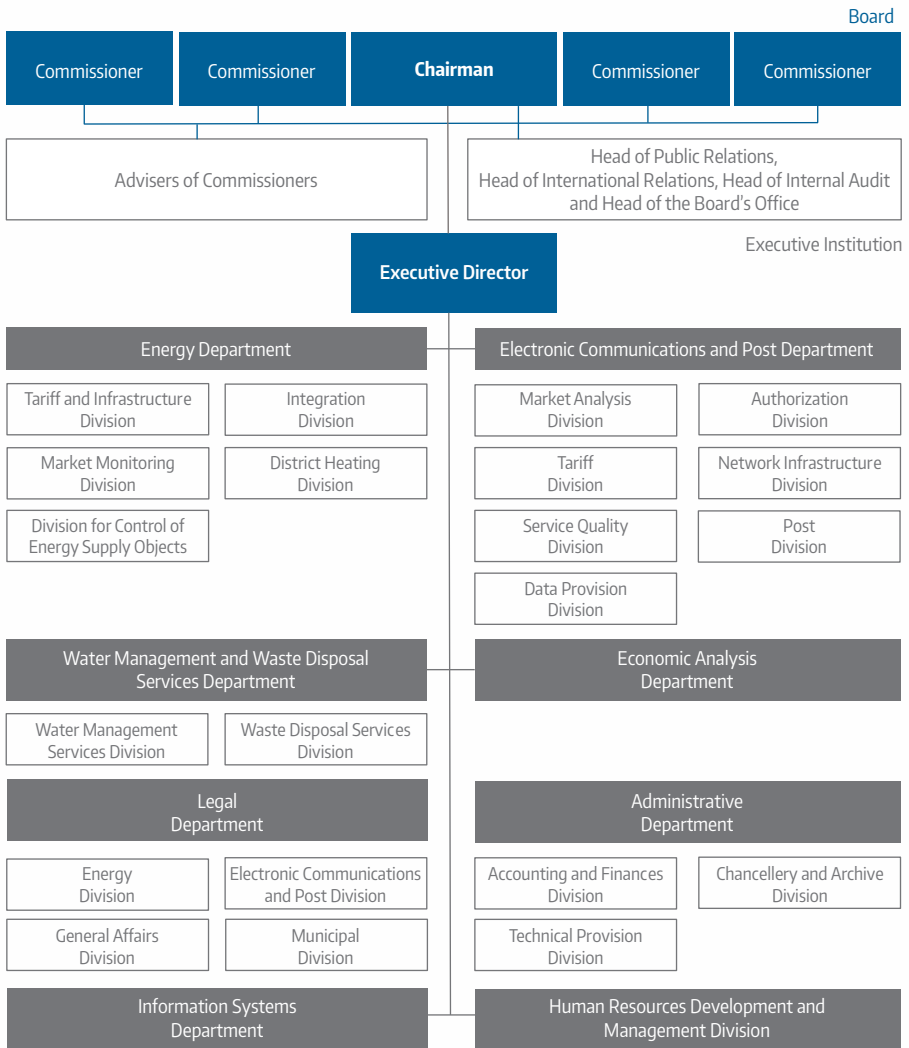 Board
Commissioner
Commissioner
Chairman
Commissioner
Commissioner
Advisers of Commissioners
Head of Public Relations,
Head of International Relations, Head of Internal Audit
and Head of the Board's Office
Executive Institution
Executive Director
Energy Department
Electronic Communications and Post Department
Tariff and Infrastructure
Division
Integration
Division
Market Analysis
Division
Authorization
Division
Market Monitoring
Division
District Heating
Division
Tariff
Division
Network Infrastructure
Division
Division for Control of
Energy Supply Objects
Service Quality
Division
Post
Division
Data Provision
Division
Water Management and Waste Disposal
Services Department
Economic Analysis
Department
Water Management
Services Division
Waste Disposal Services
Division
Legal
Department
Administrative
Department
Energy
Division
Electronic Communications
and Post Division
Accounting and Finances
Division
Chancellery and Archive
Division
General Affairs
Division
Municipal
Division
Technical Provision
Division
Information Systems
Department
Human Resources Development and
Management Division